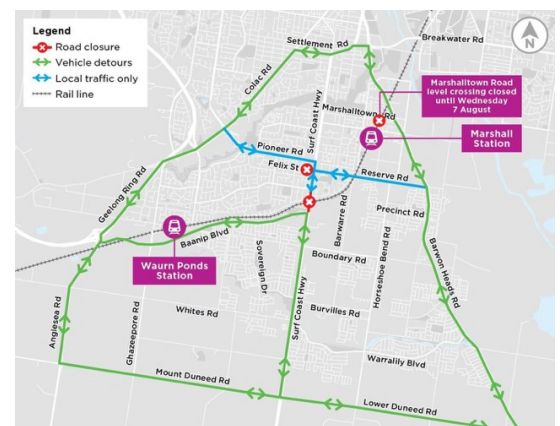 Legend
Road closure
Vehicle detours
Local traffic only
Rail line
N
Settlement Rd
Breakwater Rd
Colac Rd
Surf Coast Hwy
Marshalltown Rd
Marshalltown Road
level crossing closed
until Wednesday
7 August
Marshall
Station
Pioneer Rd
Felix St
Reserve Rd
Geelong Ring Rd
Precinct Rd
Barwarre Rd
Horseshoe Bend Rd
Barwon Heads Rd
Baanip Blvd
Waurn Ponds
Station
Sovereign Dr
Boundary Rd
Surf Coast Hwy
Anglesea Rd
Ghazeepore Rd
Whites Rd
Burvilles Rd
Warralily Blvd
Mount Duneed Rd
Lower Duneed Rd